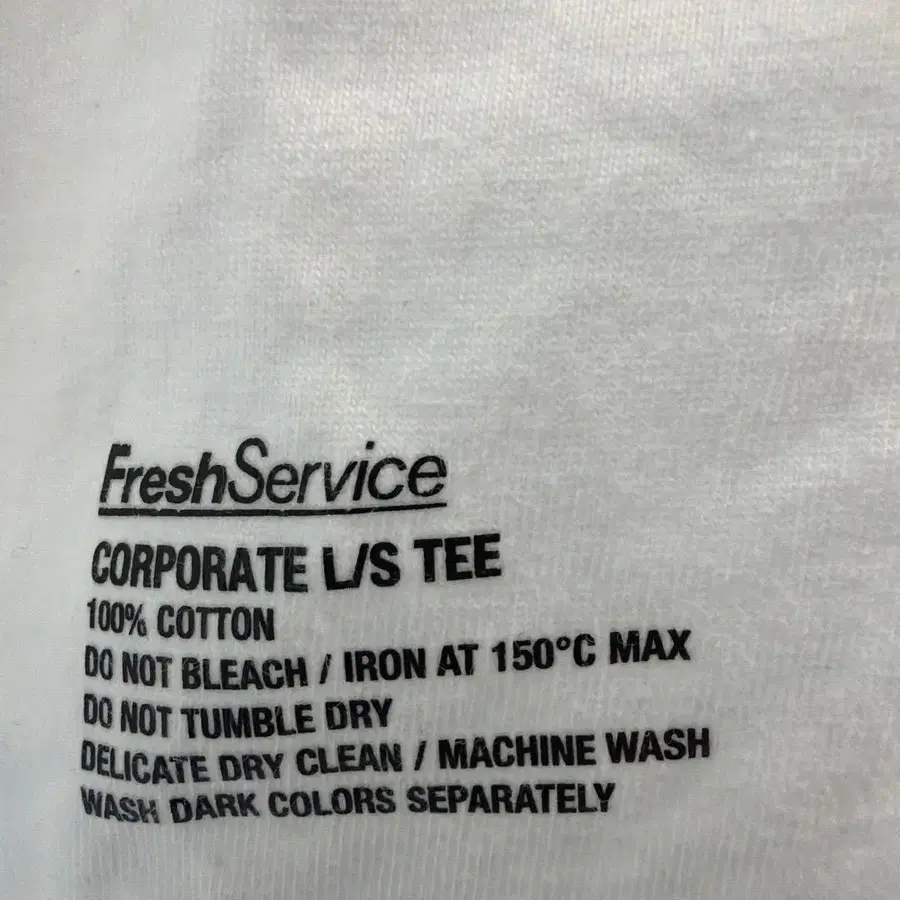 FreshService
CORPORATE L/S TEE
100% COTTON
DO NOT BLEACH / IRON AT 150°C MAX
DO NOT TUMBLE DRY
DELICATE DRY CLEAN / MACHINE WASH
WASH DARK COLORS SEPARATELY